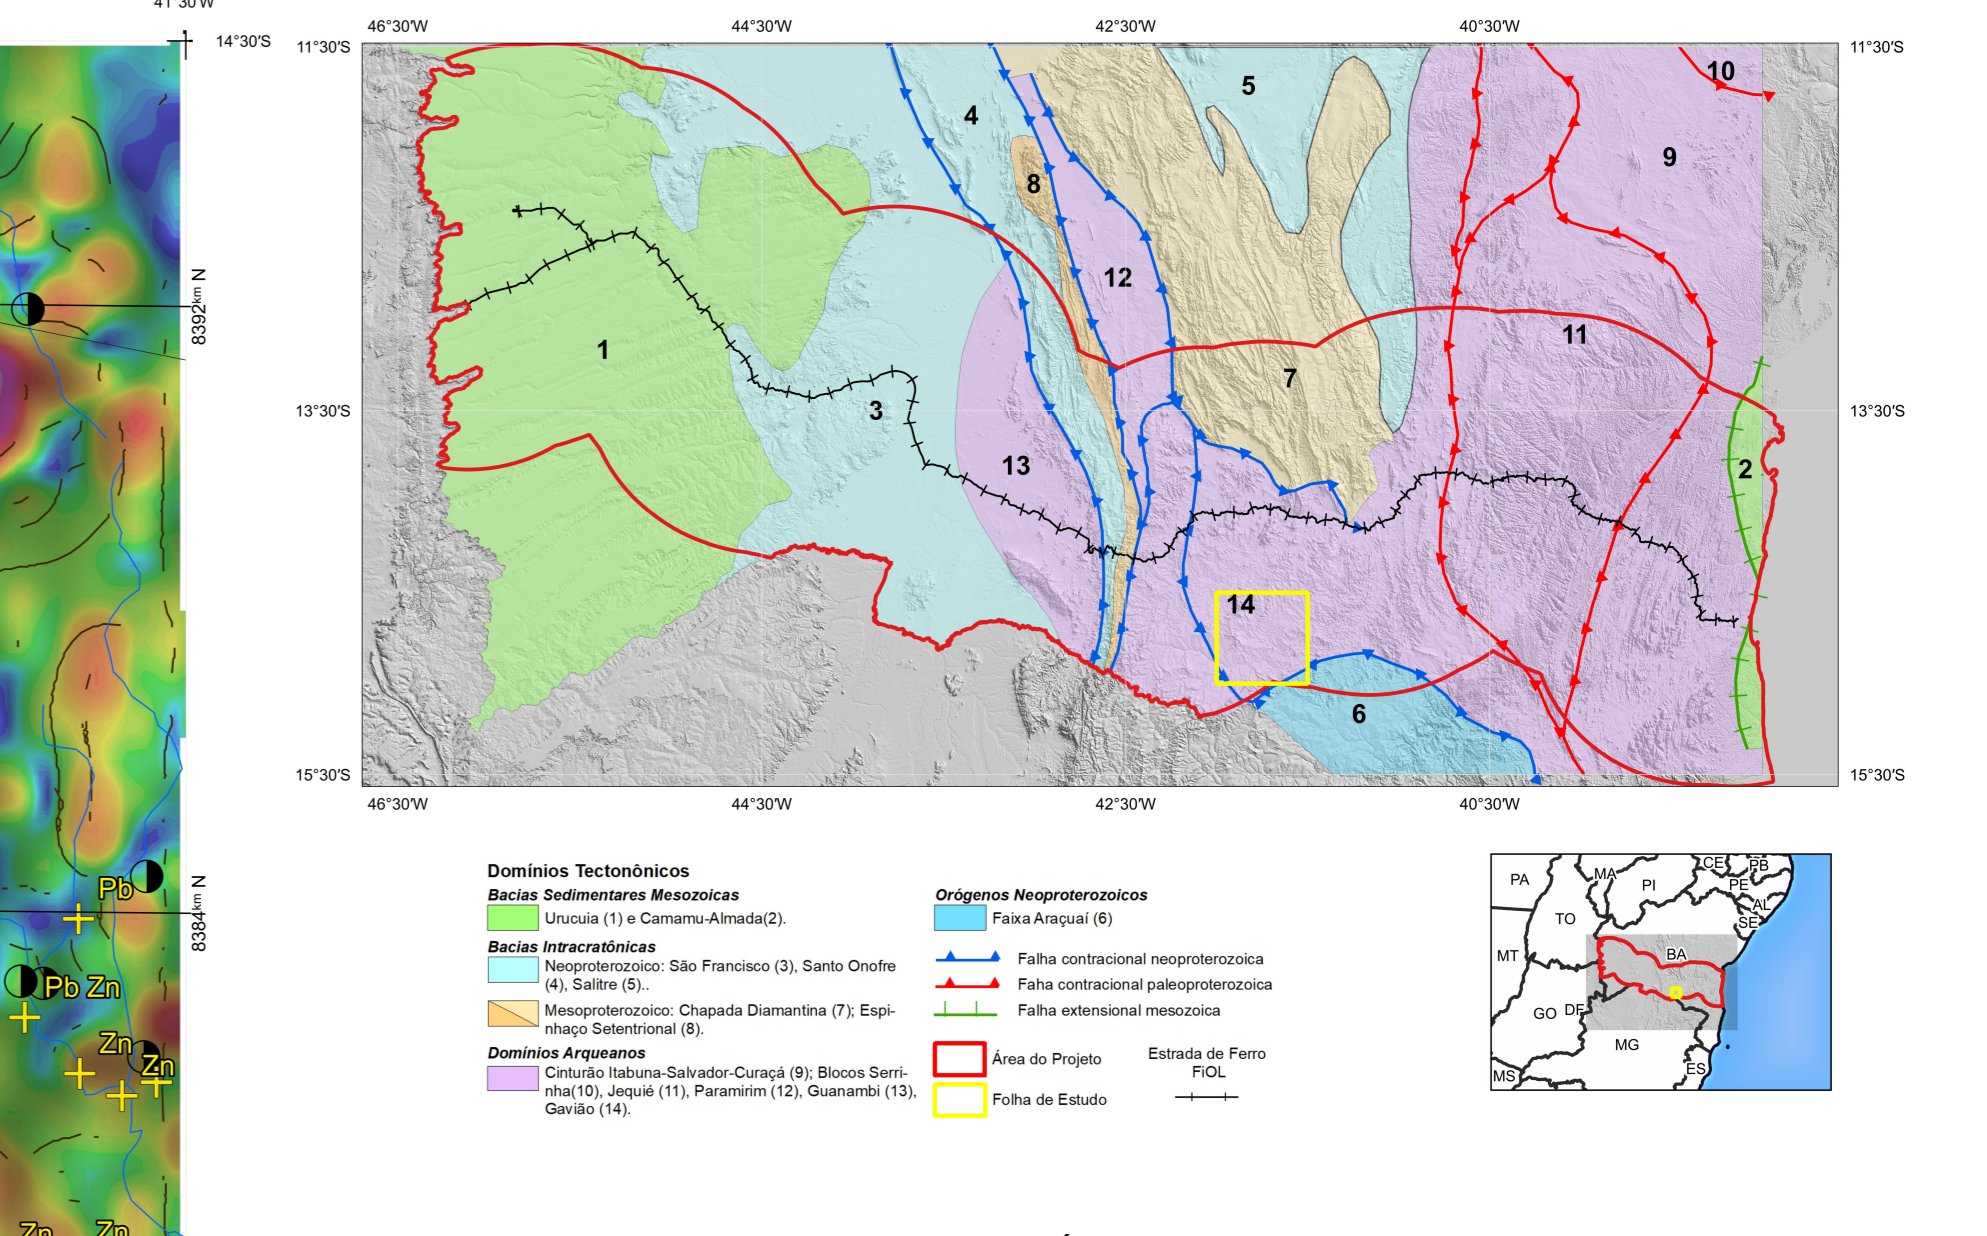 41°30'W
14°30'S
8392km N
8384km N
Pb
Pb Zn
Zn
Zn
Zn
Zn
46°30'W
44°30'W
42°30'W
40°30'W
11°30'S
11°30'S
10
5
4
9
8
12
11
1
7
3
13°30'S
13°30'S
13
2
14
6
15°30'S
15°30'S
46°30'W
44°30'W
42°30'W
40°30'W
Domínios Tectonônicos
Bacias Sedimentares Mesozoicas
Urucuia (1) e Camamu-Almada(2).
Bacias Intracratônicas
Neoproterozoico: São Francisco (3), Santo Onofre
(4), Salitre (5)..
Mesoproterozoico: Chapada Diamantina (7); Espi-
nhaço Setentrional (8).
Domínios Arqueanos
Cinturão Itabuna-Salvador-Curaçá (9); Blocos Serri-
nha(10), Jequié (11), Paramirim (12), Guanambi (13),
Gavião (14).
Orógenos Neoproterozoicos
Faixa Araçuaí (6)
Falha contracional neoproterozoica
Faha contracional paleoproterozoica
Falha extensional mesozoica
Área do Projeto
Folha de Estudo
Estrada de Ferro
FiOL
PA
MA
CE
PB
PI
PE
AL
SE
TO
MT
BA
GO
DF
MG
ES
MS